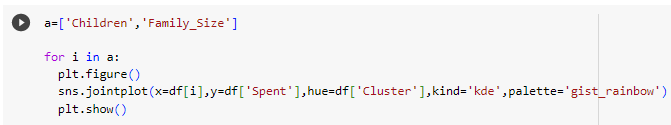 a=['Children','Family_Size']
for i in a:
  plt.figure()
  sns.jointplot(x=df[i],y=df['Spent'],hue=df['Cluster'],kind='kde',palette='gist_rainbow')
  plt.show()